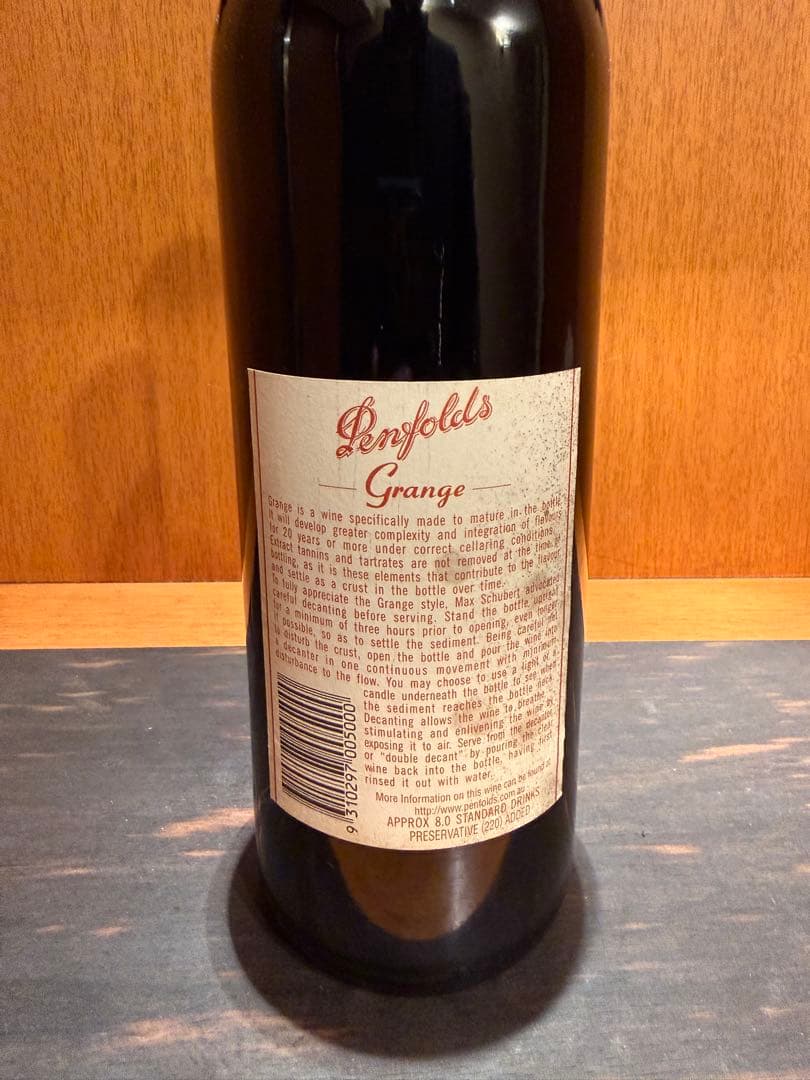 Penfolds
Grange
Grange is a wine specifically made to mature in the bottle.
It will develop greater complexity and integration of flavours
for 20 years or more under correct cellaring conditions.
Extract tannins and tartrates are not removed at the time of
bottling, as it is these elements that contribute to the flavour
and settle as a crust in the bottle over time.
To fully appreciate the Grange style, Max Schubert advocated
careful decanting before serving. Stand the bottle upright
for a minimum of three hours prior to opening, even longer
if possible, so as to settle the sediment. Being careful not
to disturb the crust, open the bottle and pour the wine into
a decanter in one continuous movement with minimum
disturbance to the flow. You may choose to use a light or a
candle underneath the bottle to see when
the sediment reaches the bottle neck.
Decanting allows the wine to breathe,
stimulating and enlivening the wine by
exposing it to air. Serve from the decanter,
or "double decant" by pouring the clear
wine back into the bottle, having first
rinsed it out with water.
More Information on this wine can be found at
http://www.penfolds.com.au
APPROX 8.0 STANDARD DRINKS
PRESERVATIVE (220) ADDED
9 310297 005000